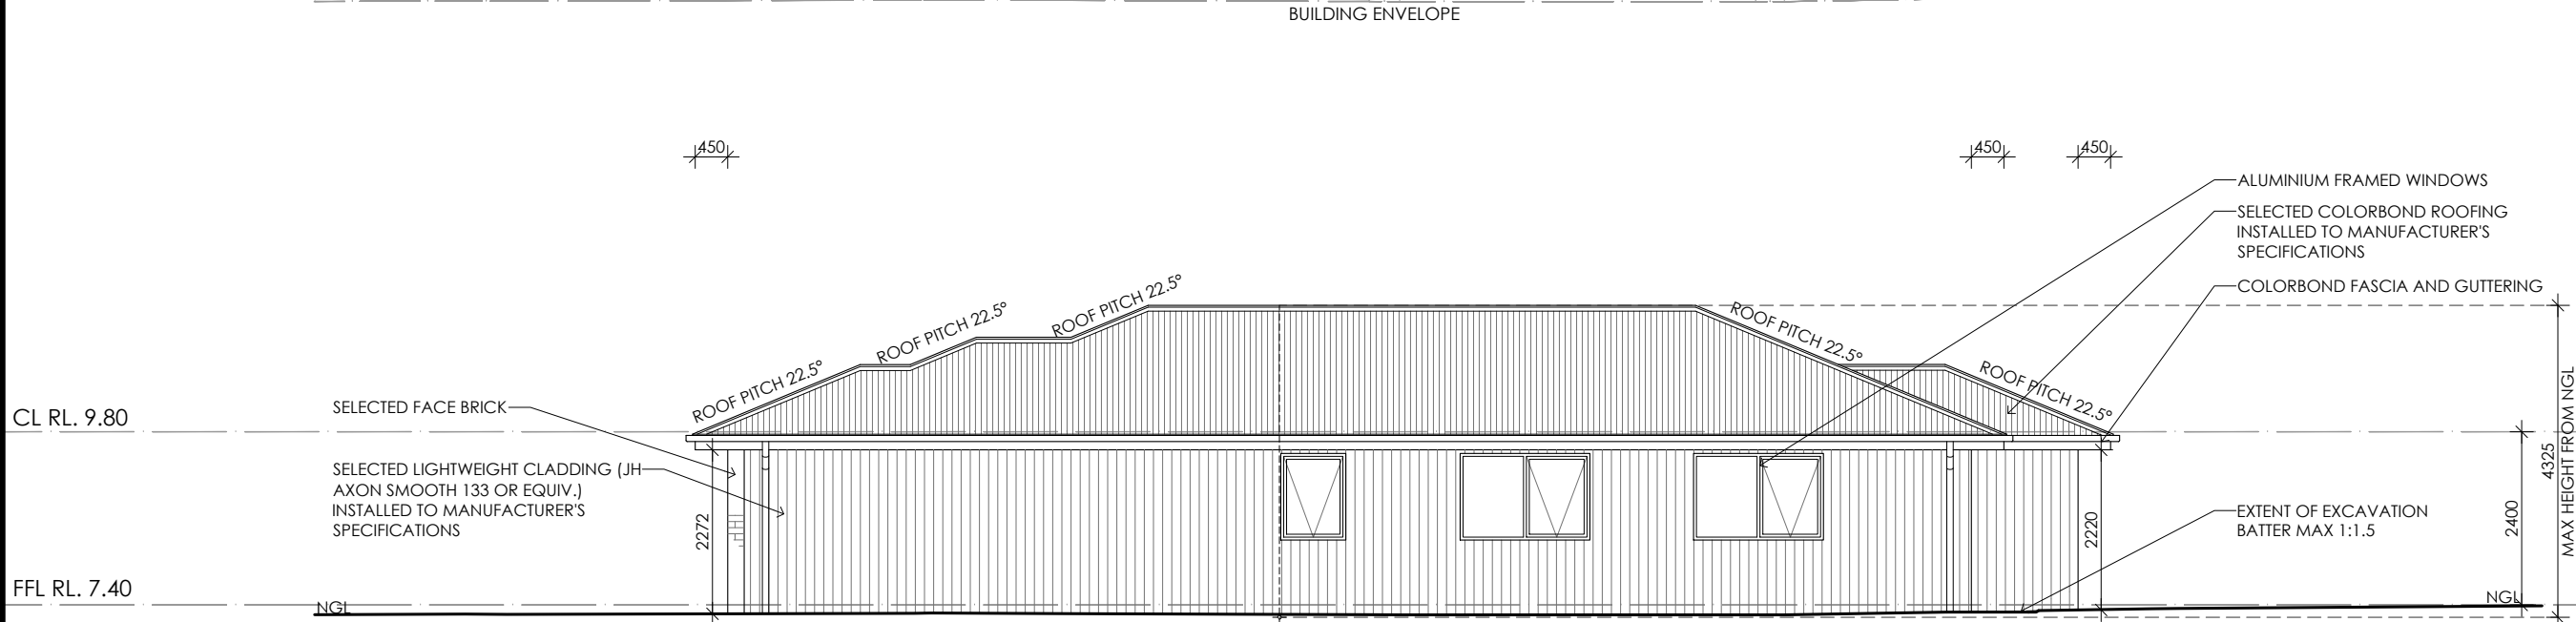 BUILDING ENVELOPE
450
450
450
ALUMINIUM FRAMED WINDOWS
SELECTED COLORBOND ROOFING
INSTALLED TO MANUFACTURER'S
SPECIFICATIONS
COLORBOND FASCIA AND GUTTERING
ROOF PITCH 22.5°
ROOF PITCH 22.5°
ROOF PITCH 22.5°
ROOF PITCH 22.5°
ROOF PITCH 22.5°
CL RL. 9.80
SELECTED FACE BRICK
SELECTED LIGHTWEIGHT CLADDING (JH
AXON SMOOTH 133 OR EQUIV.)
INSTALLED TO MANUFACTURER'S
SPECIFICATIONS
2272
2220
2400
4325
MAX HEIGHT FROM NGL
EXTENT OF EXCAVATION
BATTER MAX 1:1.5
FFL RL. 7.40
NGL
NGL